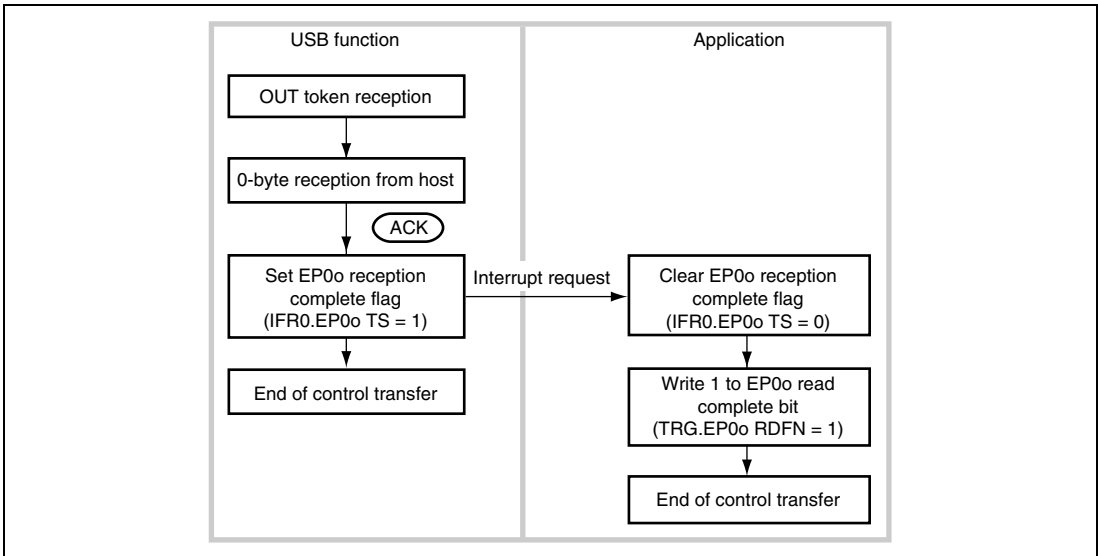 USB function
Application
OUT token reception
0-byte reception from host
ACK
Set EP0o reception
complete flag
(IFR0.EP0o TS = 1)
Interrupt request
Clear EP0o reception
complete flag
(IFR0.EP0o TS = 0)
End of control transfer
Write 1 to EP0o read
complete bit
(TRG.EP0o RDFN = 1)
End of control transfer